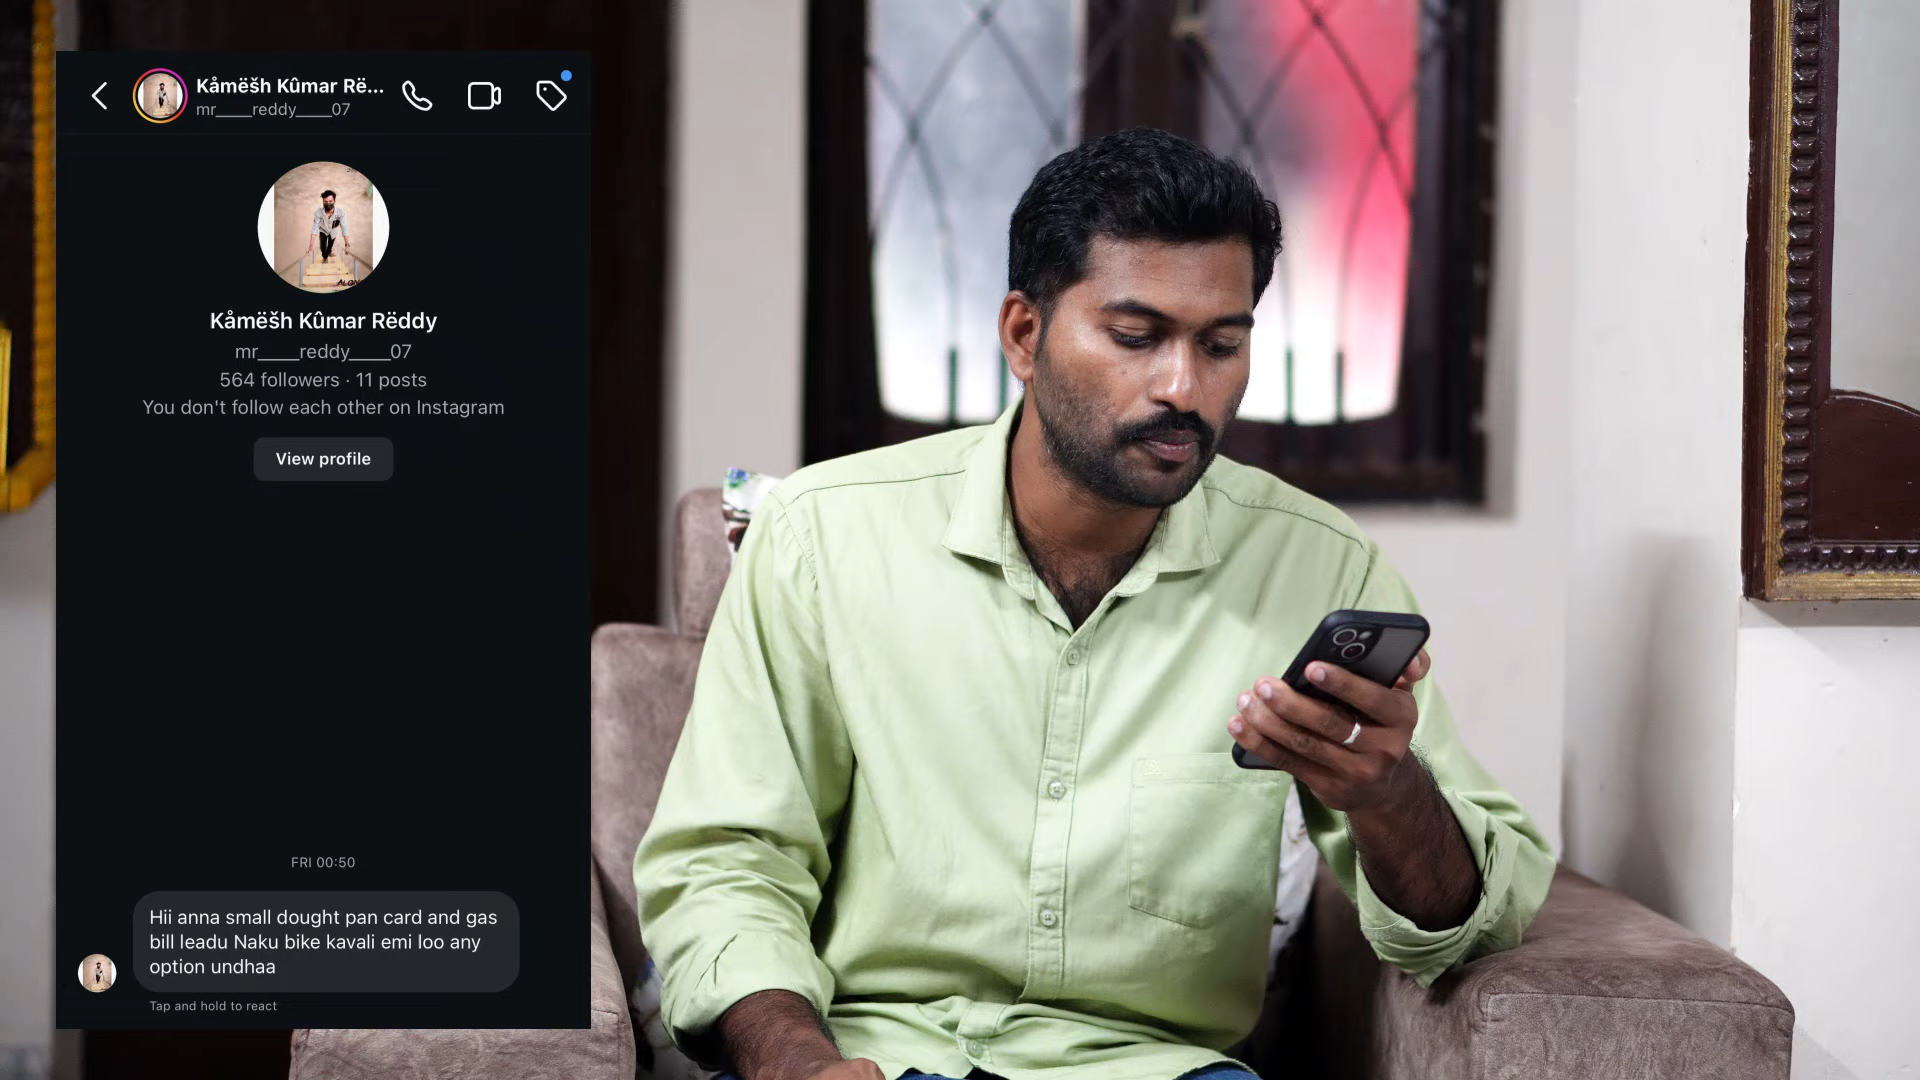 Kåmëšh Kûmar Rë...
mr____reddy____07
Kåmëšh Kûmar Rëddy
mr____reddy____07
564 followers · 11 posts
You don't follow each other on Instagram
View profile
FRI 00:50
Hii anna small dought pan card and gas
bill leadu Naku bike kavali emi loo any
option undhaa
Tap and hold to react